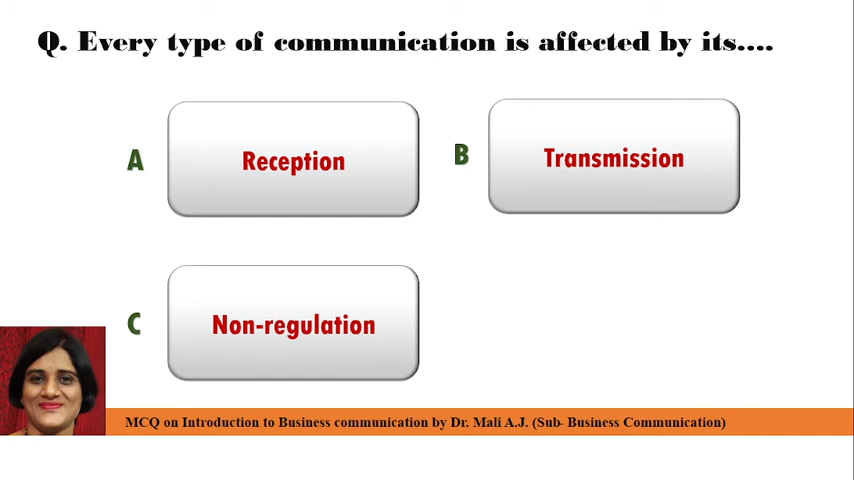 Q. Every type of communication is affected by its....
A Reception
B Transmission
C Non-regulation
MCQ on Introduction to Business communication by Dr. Mali A.J. (Sub- Business Communication)